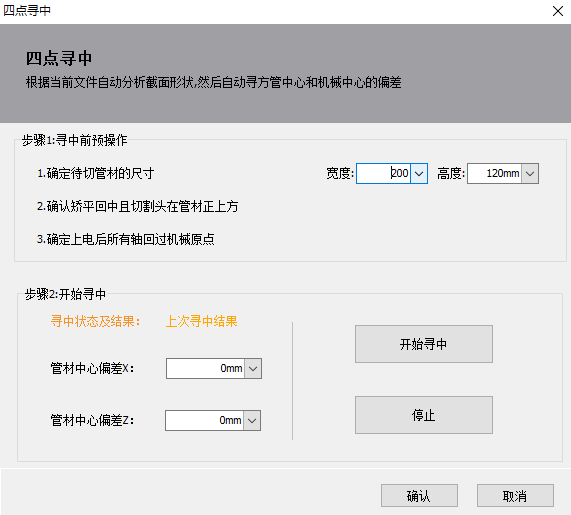 四点寻中
四点寻中
根据当前文件自动分析截面形状,然后自动寻方管中心和机械中心的偏差
步骤1:寻中前预操作
1.确定待切管材的尺寸 宽度: 200 高度: 120mm
2.确认矫平回中且切割头在管材正上方
3.确定上电后所有轴回过机械原点
步骤2:开始寻中
寻中状态及结果: 上次寻中结果
管材中心偏差X: 0mm
开始寻中
管材中心偏差Z: 0mm
停止
确认 取消